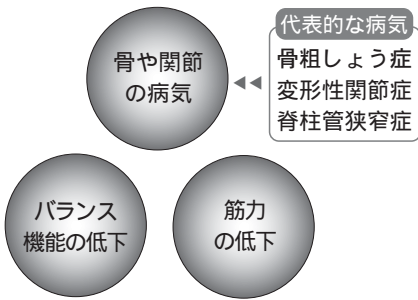 骨や関節
の病気
代表的な病気
骨粗しょう症
変形性関節症
脊柱管狭窄症
バランス
機能の低下
筋力
の低下